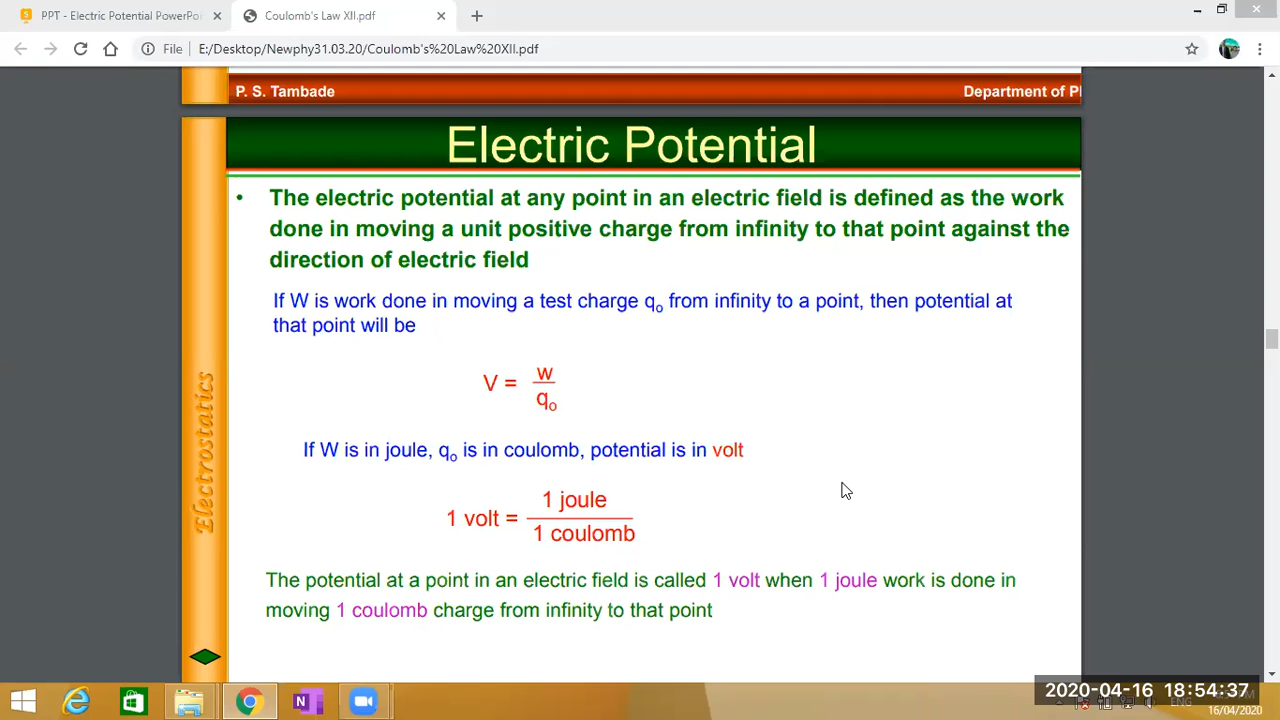 PPT - Electric Potential PowerPo
Coulomb's Law XII.pdf
File
E:/Desktop/Newphy31.03.20/Coulomb's%20Law%20XII.pdf
P. S. Tambade
Department of P
Electric Potential
• The electric potential at any point in an electric field is defined as the work
done in moving a unit positive charge from infinity to that point against the
direction of electric field
If W is work done in moving a test charge qo from infinity to a point, then potential at
that point will be
V = w
qo
If W is in joule, qo is in coulomb, potential is in volt
1 joule
1 volt =
1 coulomb
The potential at a point in an electric field is called 1 volt when 1 joule work is done in
moving 1 coulomb charge from infinity to that point
Electrostatics
2020-04-16 18:54:37
ENG
16/04/2020